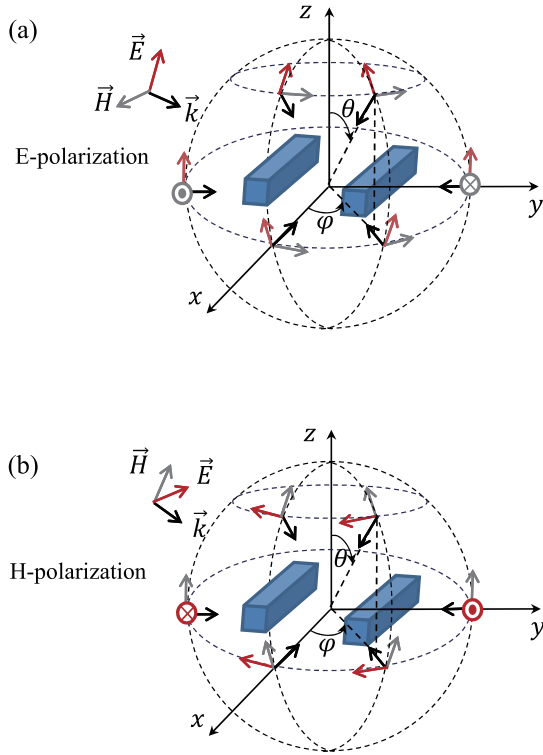 (a)
z
E⃗
H⃗
k⃗
θ
E-polarization
φ
y
x
(b)
z
H⃗
E⃗
k⃗
θ
H-polarization
φ
y
x